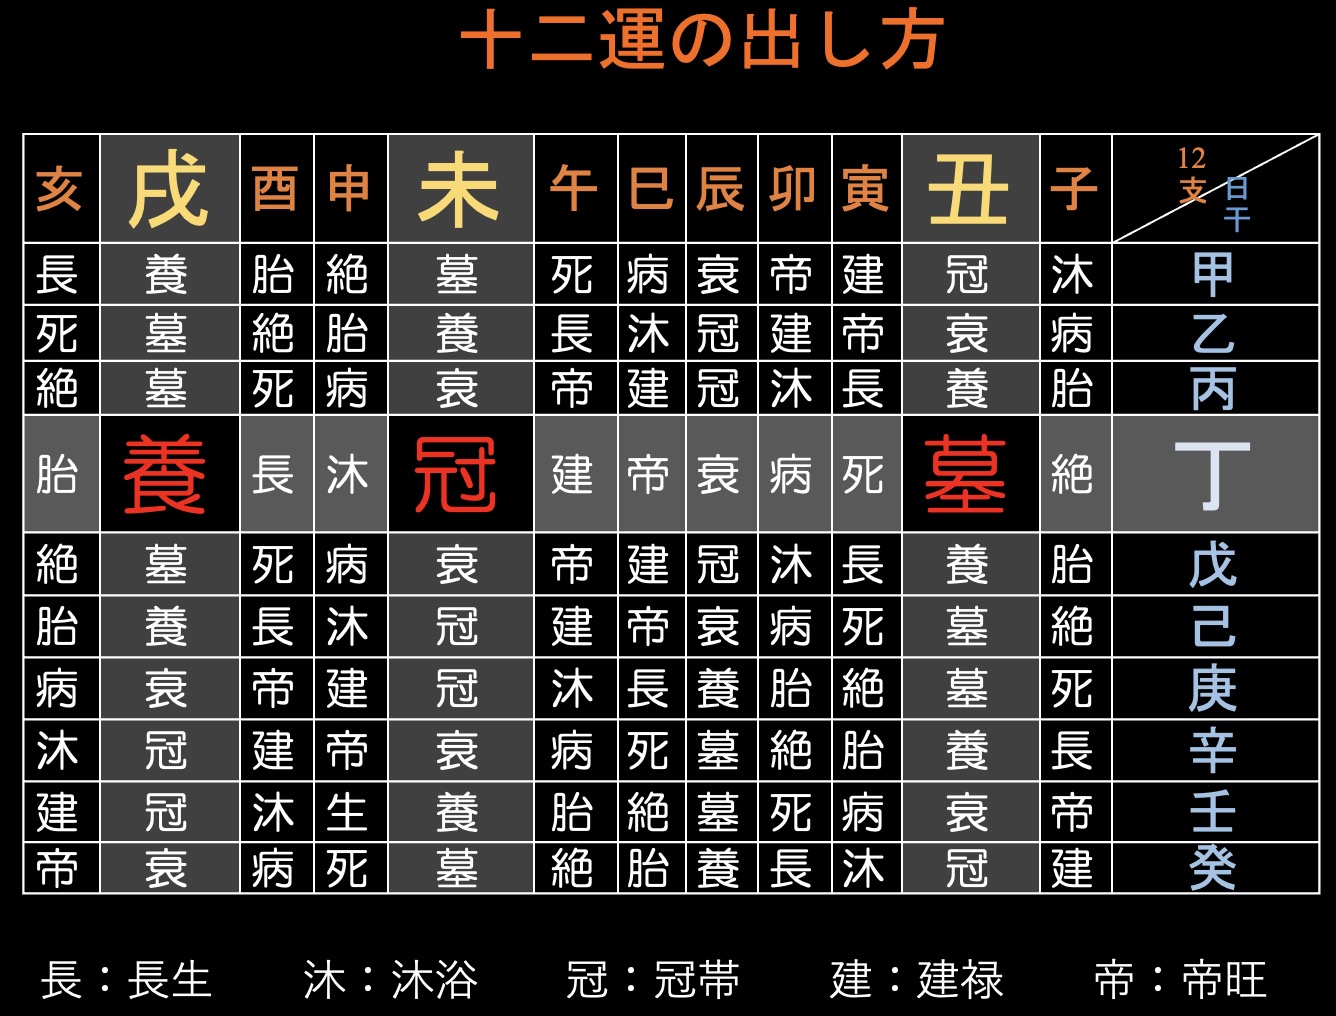 十二運の出し方
亥 戌 酉 申 未 午 巳 辰 卯 寅 丑 子 12支 日干
長 養 胎 絶 墓 死 病 衰 帝 建 冠 沐 甲
死 墓 絶 胎 養 長 沐 冠 建 帝 衰 病 乙
絶 墓 死 病 衰 帝 建 冠 沐 長 養 胎 丙
胎 養 長 沐 冠 建 帝 衰 病 死 墓 絶 丁
絶 墓 死 病 衰 帝 建 冠 沐 長 養 胎 戊
胎 養 長 沐 冠 建 帝 衰 病 死 墓 絶 己
病 衰 帝 建 冠 沐 長 養 胎 絶 墓 死 庚
沐 冠 建 帝 衰 病 死 墓 絶 胎 養 長 辛
建 冠 沐 生 養 胎 絶 墓 死 病 衰 帝 壬
帝 衰 病 死 墓 絶 胎 養 長 沐 冠 建 癸
長：長生 沐：沐浴 冠：冠帯 建：建禄 帝：帝旺